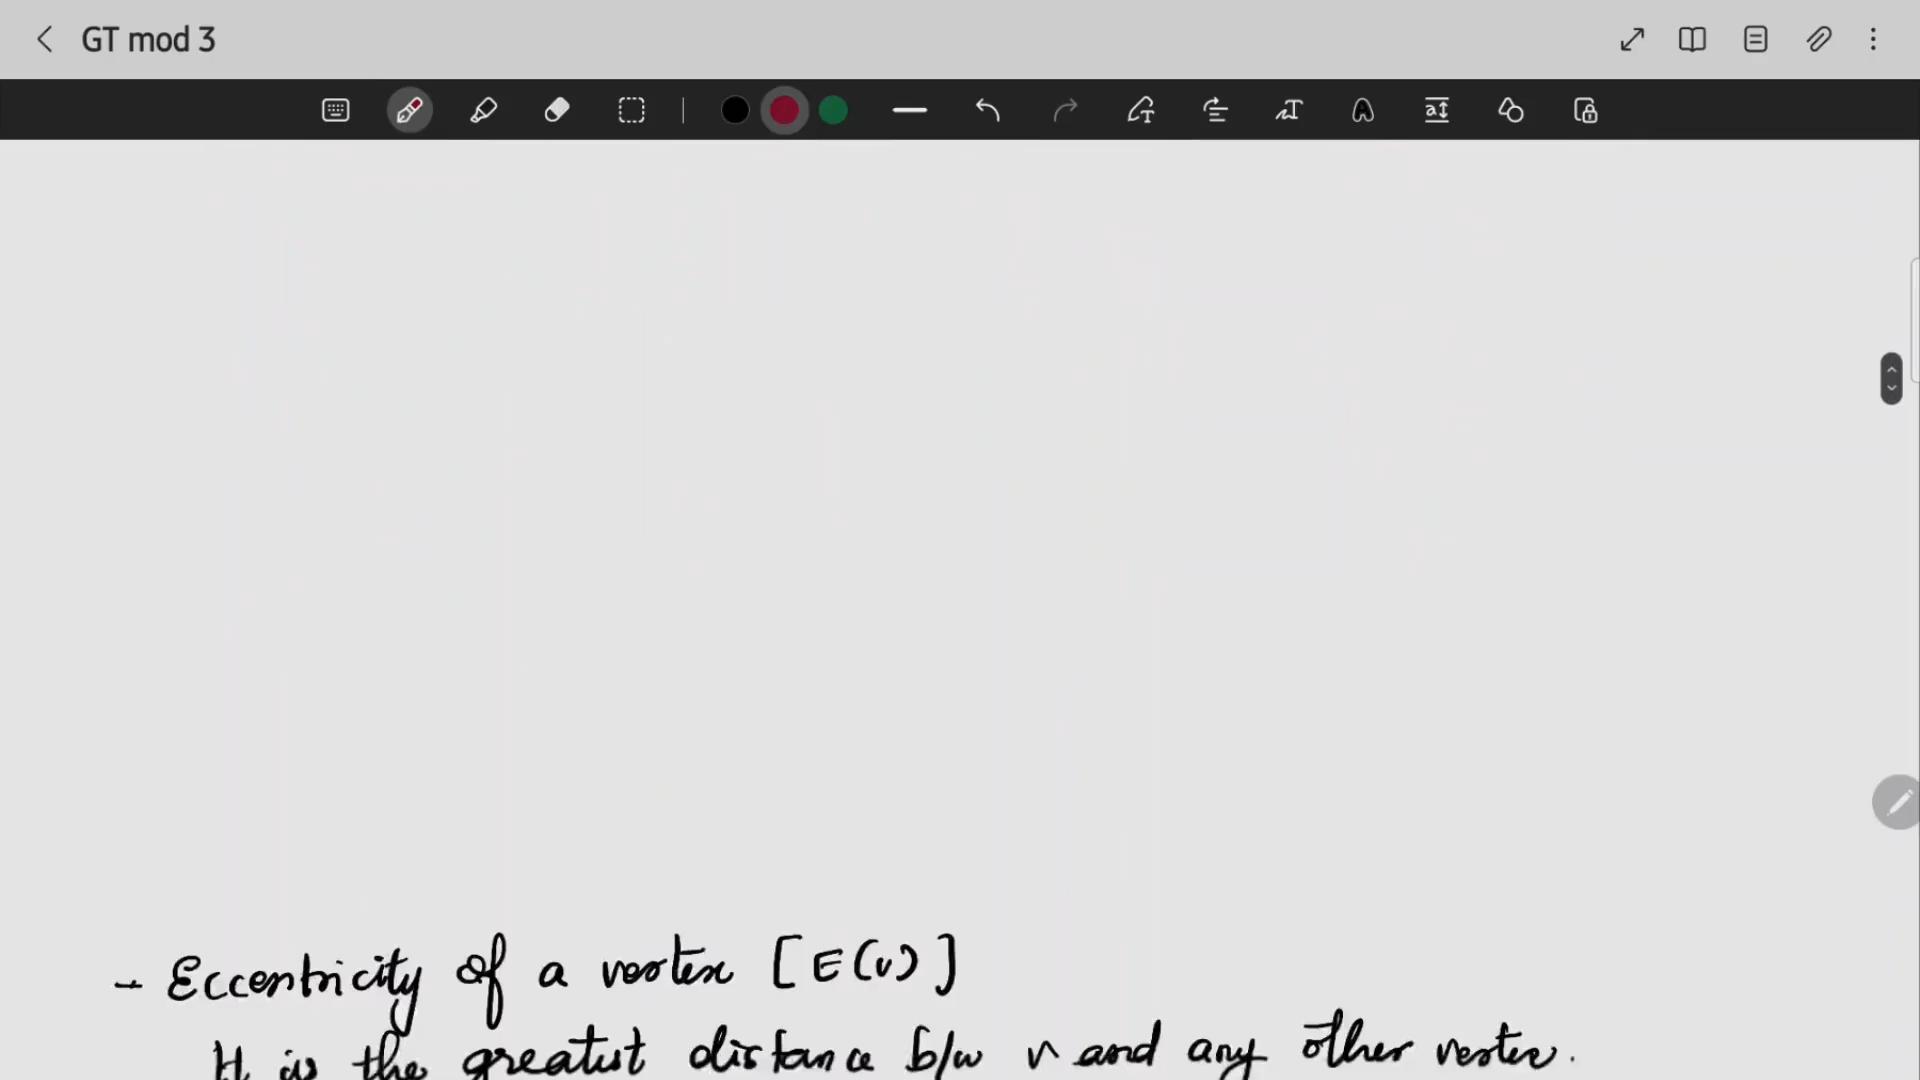 GT mod 3
- Eccentricity of a vertex [E(v)]
It is the greatest distance b/w v and any other vertex.